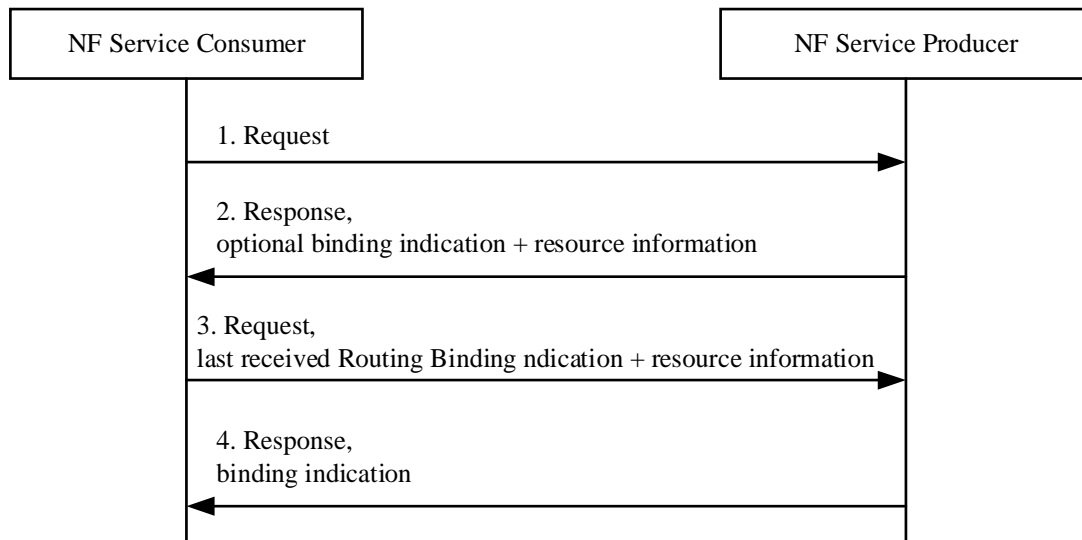 NF Service Consumer
NF Service Producer
1. Request
2. Response,
optional binding indication + resource information
3. Request,
last received Routing Binding ndication + resource information
4. Response,
binding indication